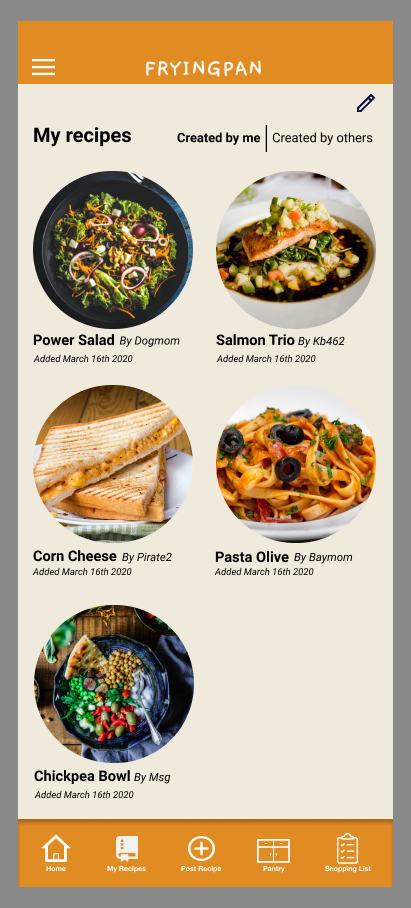 FRYINGPAN
My recipes
Created by me Created by others
Power Salad By Dogmom
Added March 16th 2020
Salmon Trio By Kb462
Added March 16th 2020
Corn Cheese By Pirate2
Added March 16th 2020
Pasta Olive By Baymom
Added March 16th 2020
Chickpea Bowl By Msg
Added March 16th 2020
Home
My Recipes
Post Recipe
Pantry
Shopping List